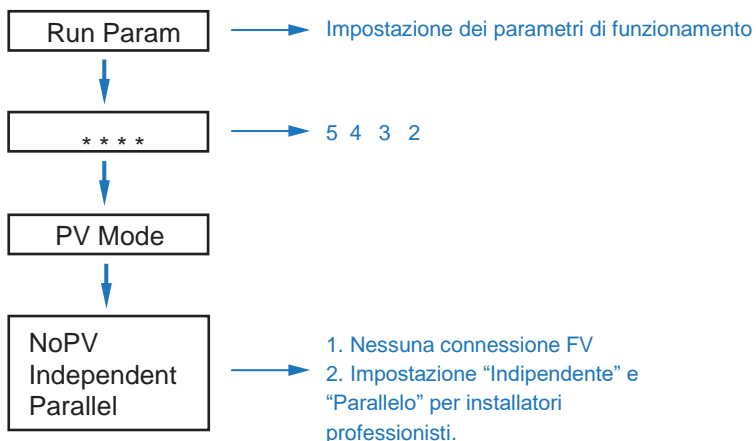 Run Param
Impostazione dei parametri di funzionamento
* * * *
5 4 3 2
PV Mode
NoPV
Independent
Parallel
1. Nessuna connessione FV
2. Impostazione “Indipendente” e
“Parallelo” per installatori
professionisti.